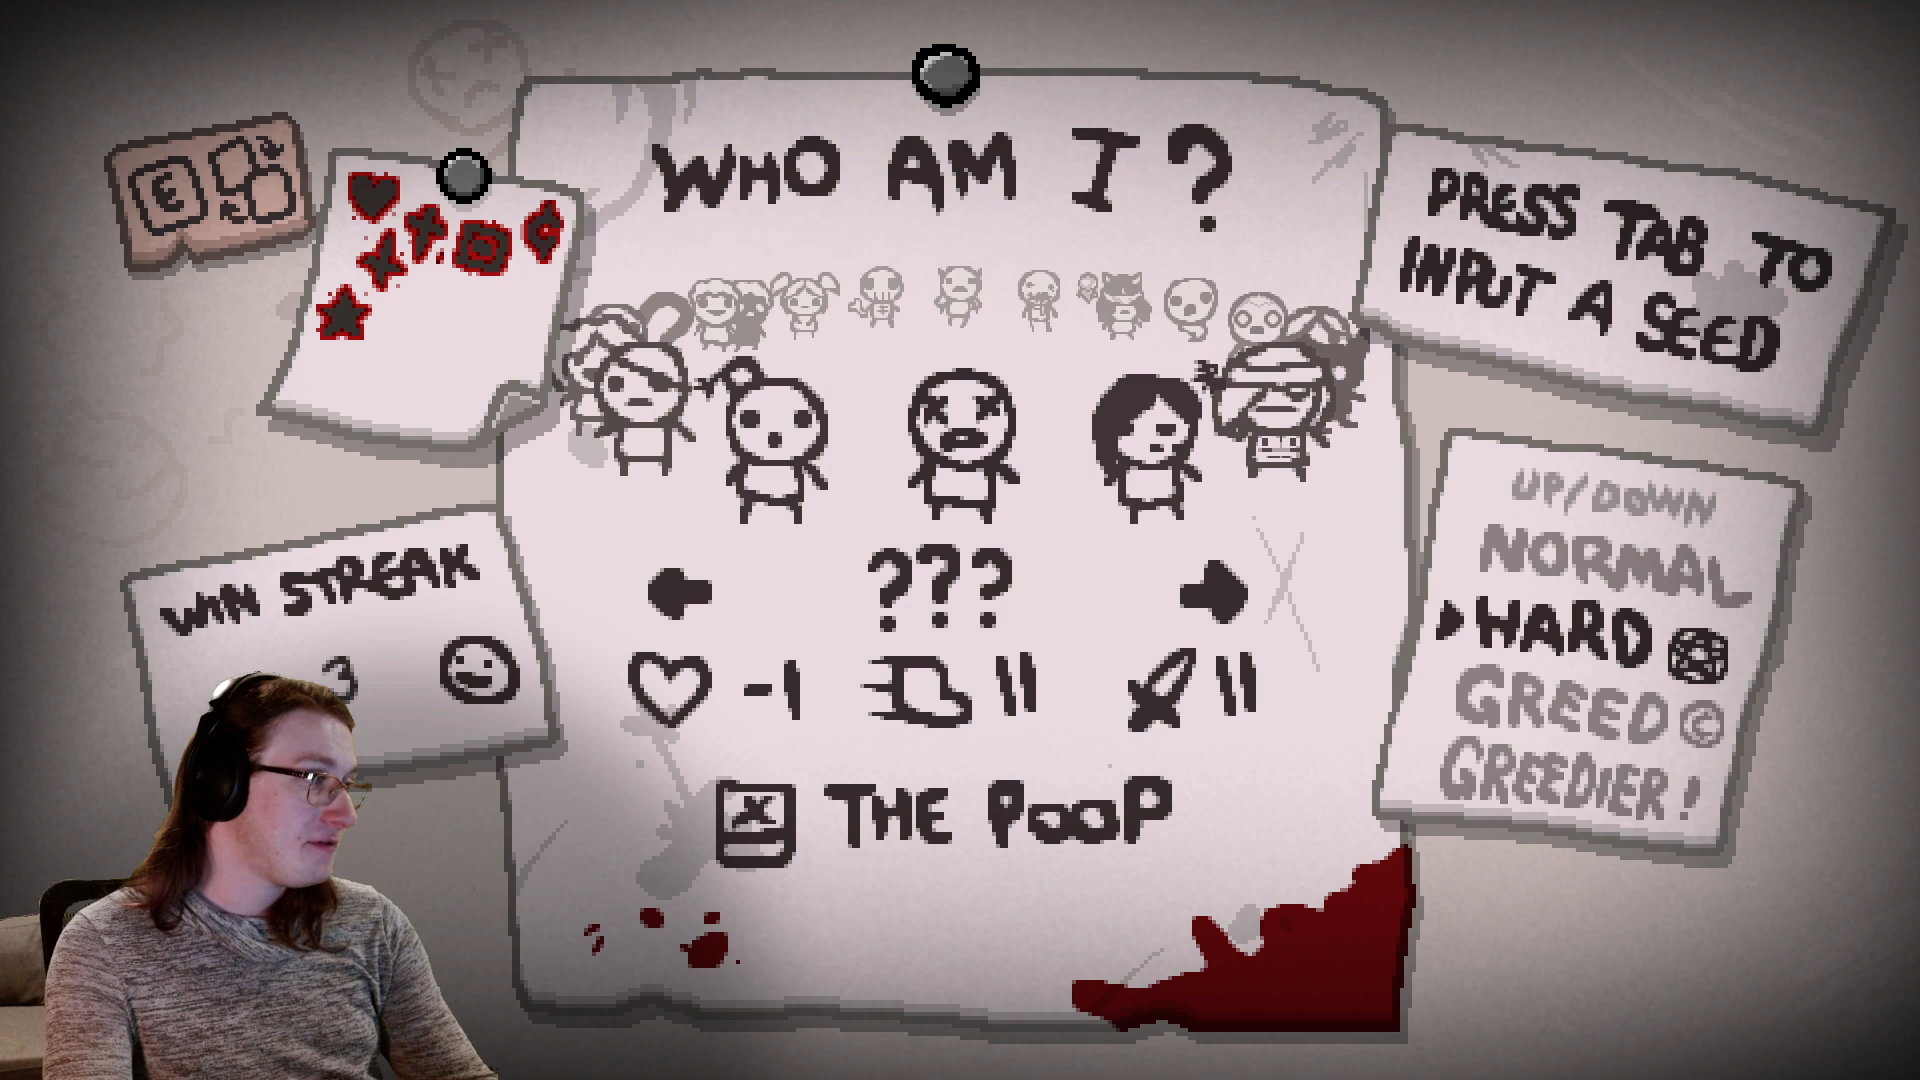 WHO AM I?
PRESS TAB TO
INPUT A SEED
WIN STREAK
3
???
-1
THE POOP
UP/DOWN
NORMAL
HARD
GREED
GREEDIER!